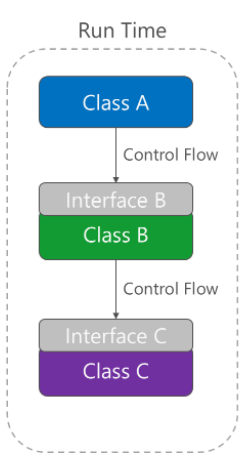 Run Time
Class A
Control Flow
Interface B
Class B
Control Flow
Interface C
Class C